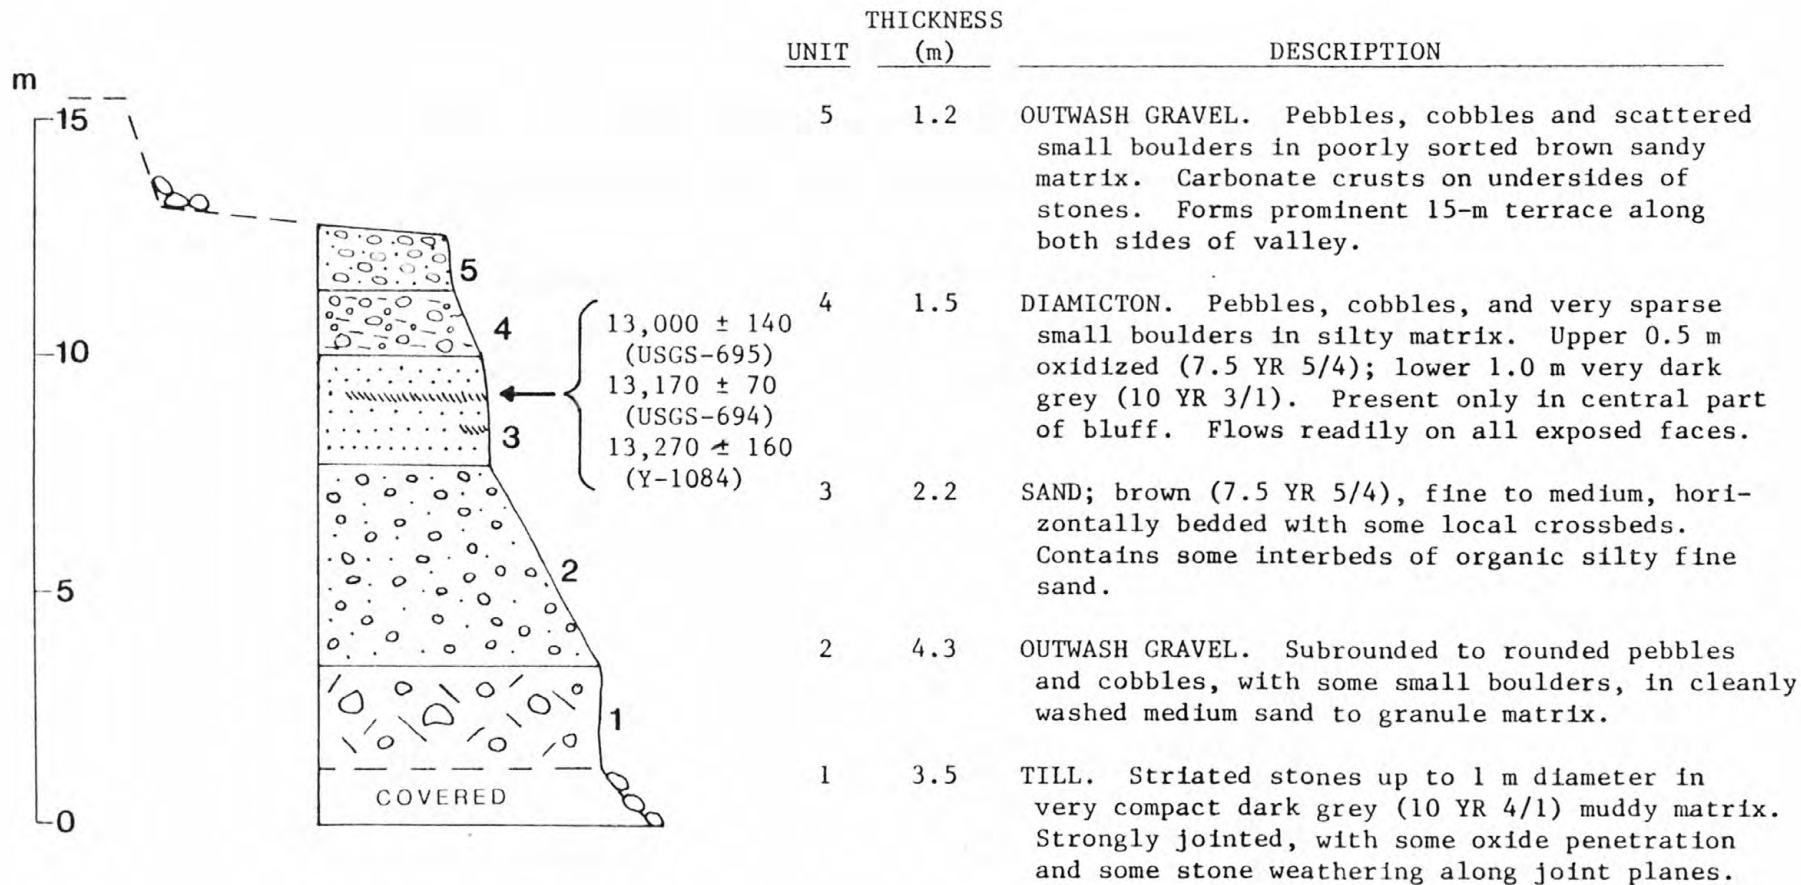 m
15
10
5
0
5
4
3
2
1
COVERED
13,000 ± 140
(USGS-695)
13,170 ± 70
(USGS-694)
13,270 ± 160
(Y-1084)
THICKNESS
UNIT (m) DESCRIPTION
5 1.2 OUTWASH GRAVEL. Pebbles, cobbles and scattered
small boulders in poorly sorted brown sandy
matrix. Carbonate crusts on undersides of
stones. Forms prominent 15-m terrace along
both sides of valley.
4 1.5 DIAMICTON. Pebbles, cobbles, and very sparse
small boulders in silty matrix. Upper 0.5 m
oxidized (7.5 YR 5/4); lower 1.0 m very dark
grey (10 YR 3/1). Present only in central part
of bluff. Flows readily on all exposed faces.
3 2.2 SAND; brown (7.5 YR 5/4), fine to medium, hori-
zontally bedded with some local crossbeds.
Contains some interbeds of organic silty fine
sand.
2 4.3 OUTWASH GRAVEL. Subrounded to rounded pebbles
and cobbles, with some small boulders, in cleanly
washed medium sand to granule matrix.
1 3.5 TILL. Striated stones up to 1 m diameter in
very compact dark grey (10 YR 4/1) muddy matrix.
Strongly jointed, with some oxide penetration
and some stone weathering along joint planes.